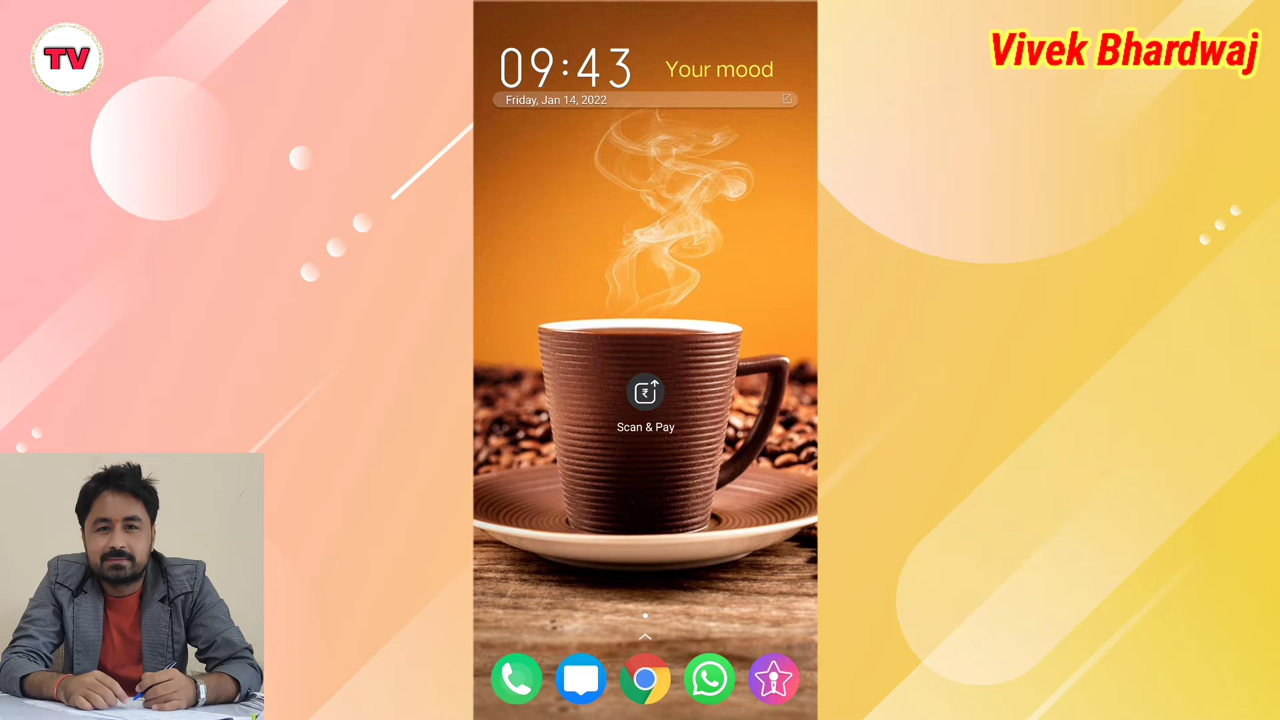 TV
Vivek Bhardwaj
09:43
Your mood
Friday, Jan 14, 2022
₹
Scan & Pay